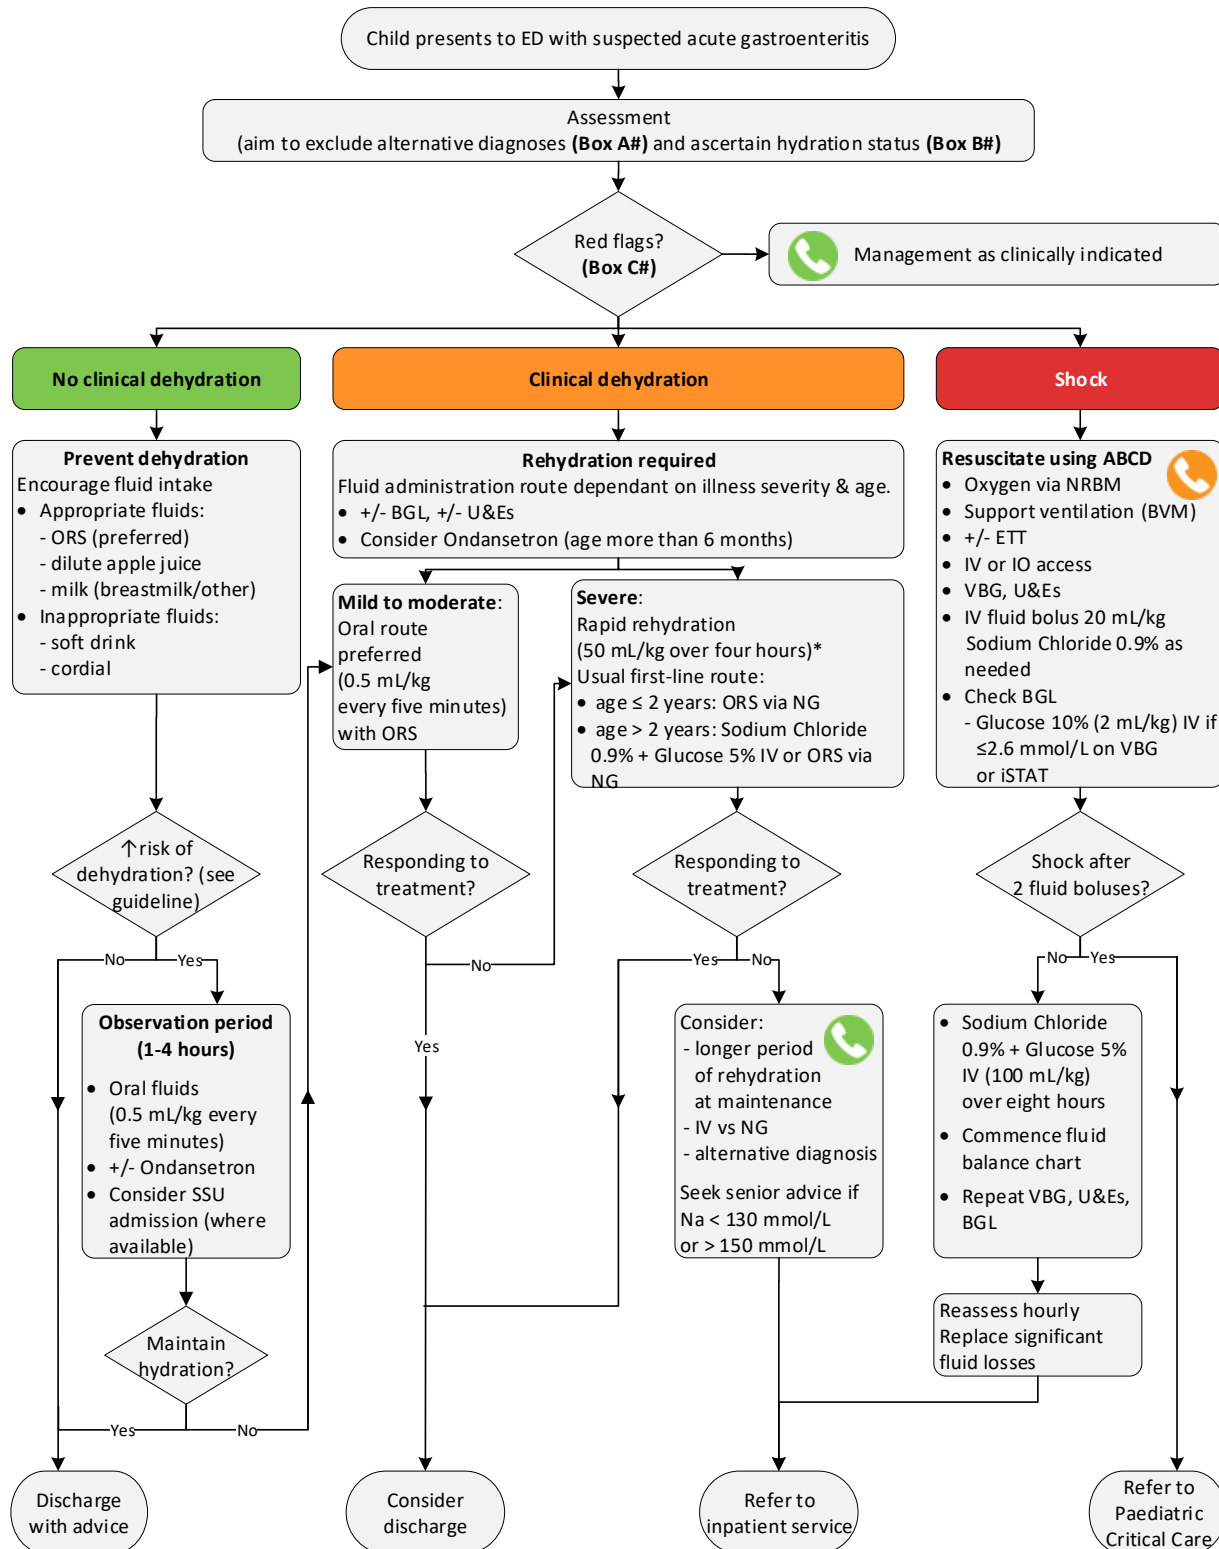 Child presents to ED with suspected acute gastroenteritis
Assessment
(aim to exclude alternative diagnoses (Box A#) and ascertain hydration status (Box B#)
Red flags?
(Box C#)
Management as clinically indicated
No clinical dehydration
Clinical dehydration
Shock
Prevent dehydration
Encourage fluid intake
• Appropriate fluids:
- ORS (preferred)
- dilute apple juice
- milk (breastmilk/other)
• Inappropriate fluids:
- soft drink
- cordial
Rehydration required
Fluid administration route dependant on illness severity & age.
• +/- BGL, +/- U&Es
• Consider Ondansetron (age more than 6 months)
Resuscitate using ABCD
• Oxygen via NRBM
• Support ventilation (BVM)
• +/- ETT
• IV or IO access
• VBG, U&Es
• IV fluid bolus 20 mL/kg
Sodium Chloride 0.9% as
needed
• Check BGL
- Glucose 10% (2 mL/kg) IV if
≤2.6 mmol/L on VBG
or iSTAT
Mild to moderate:
Oral route
preferred
(0.5 mL/kg
every five minutes)
with ORS
Severe:
Rapid rehydration
(50 mL/kg over four hours)*
Usual first-line route:
• age ≤ 2 years: ORS via NG
• age > 2 years: Sodium Chloride
0.9% + Glucose 5% IV or ORS via
NG
↑risk of
dehydration? (see
guideline)
Responding to
treatment?
Responding to
treatment?
Shock after
2 fluid boluses?
No
Yes
No
Yes
Yes
No
No
Yes
Observation period
(1-4 hours)
• Oral fluids
(0.5 mL/kg every
five minutes)
• +/- Ondansetron
• Consider SSU
admission (where
available)
Consider:
- longer period
of rehydration
at maintenance
- IV vs NG
- alternative diagnosis
Seek senior advice if
Na < 130 mmol/L
or > 150 mmol/L
• Sodium Chloride
0.9% + Glucose 5%
IV (100 mL/kg)
over eight hours
• Commence fluid
balance chart
• Repeat VBG, U&Es,
BGL
Reassess hourly
Replace significant
fluid losses
Maintain
hydration?
Yes
No
Discharge
with advice
Consider
discharge
Refer to
inpatient service
Refer to
Paediatric
Critical Care